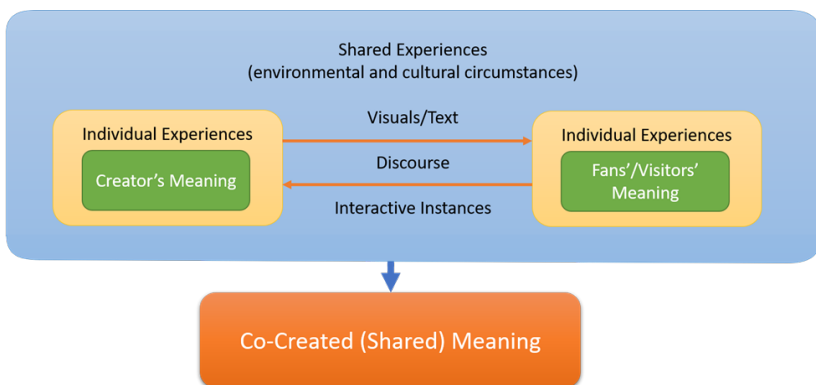 Shared Experiences
(environmental and cultural circumstances)
Individual Experiences
Creator's Meaning
Visuals/Text
Discourse
Interactive Instances
Individual Experiences
Fans'/Visitors'
Meaning
Co-Created (Shared) Meaning